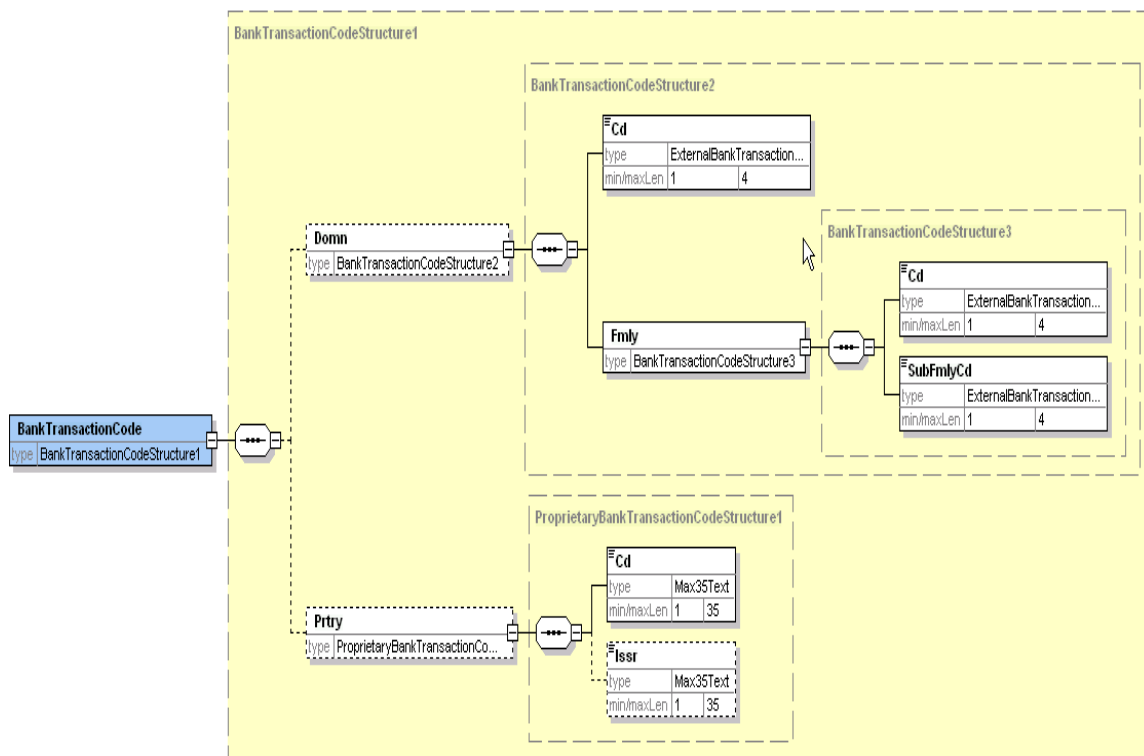 BankTransactionCodeStructure1
BankTransactionCodeStructure2
Cd
type ExternalBankTransaction...
min/maxLen 1 4
Domn
type BankTransactionCodeStructure2
BankTransactionCodeStructure3
Cd
type ExternalBankTransaction...
min/maxLen 1 4
Fmly
type BankTransactionCodeStructure3
SubFmlyCd
type ExternalBankTransaction...
min/maxLen 1 4
BankTransactionCode
type BankTransactionCodeStructure1
ProprietaryBankTransactionCodeStructure1
Cd
type Max35Text
min/maxLen 1 35
Prtry
type ProprietaryBankTransactionCo...
Issr
type Max35Text
min/maxLen 1 35